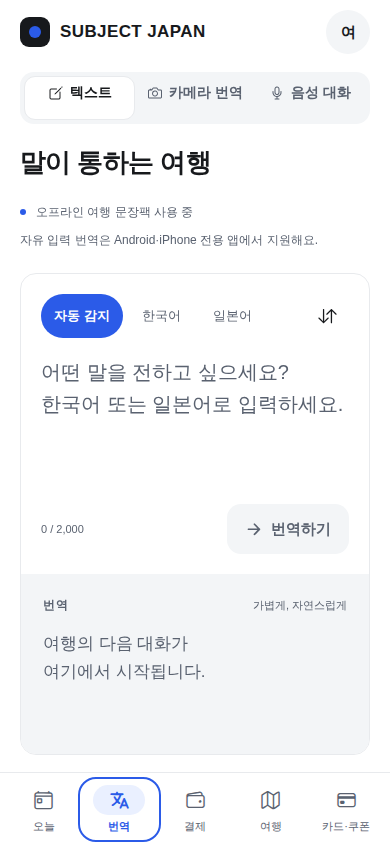 SUBJECT JAPAN
여
텍스트
카메라 번역
음성 대화
말이 통하는 여행
오프라인 여행 문장팩 사용 중
자유 입력 번역은 Android·iPhone 전용 앱에서 지원해요.
자동 감지
한국어
일본어
어떤 말을 전하고 싶으세요?
한국어 또는 일본어로 입력하세요.
0 / 2,000
번역하기
번역
가볍게, 자연스럽게
여행의 다음 대화가
여기에서 시작됩니다.
오늘
번역
결제
여행
카드·쿠폰